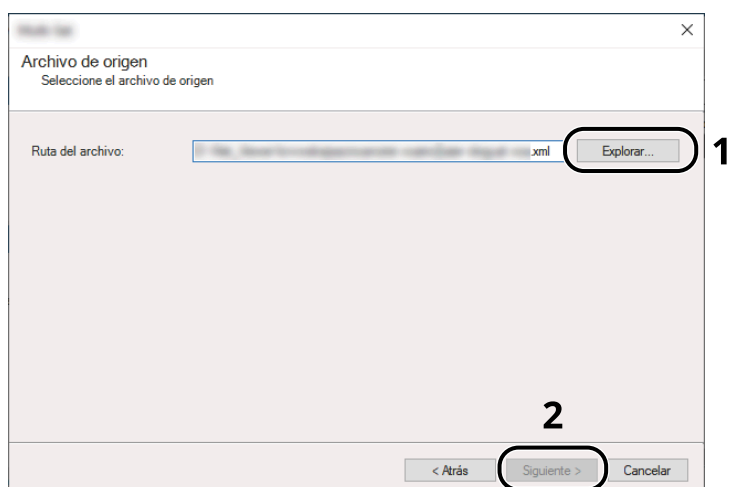 Archivo de origen
Seleccione el archivo de origen
Ruta del archivo: .xml Explorar... 1
2
< Atrás Siguiente > Cancelar